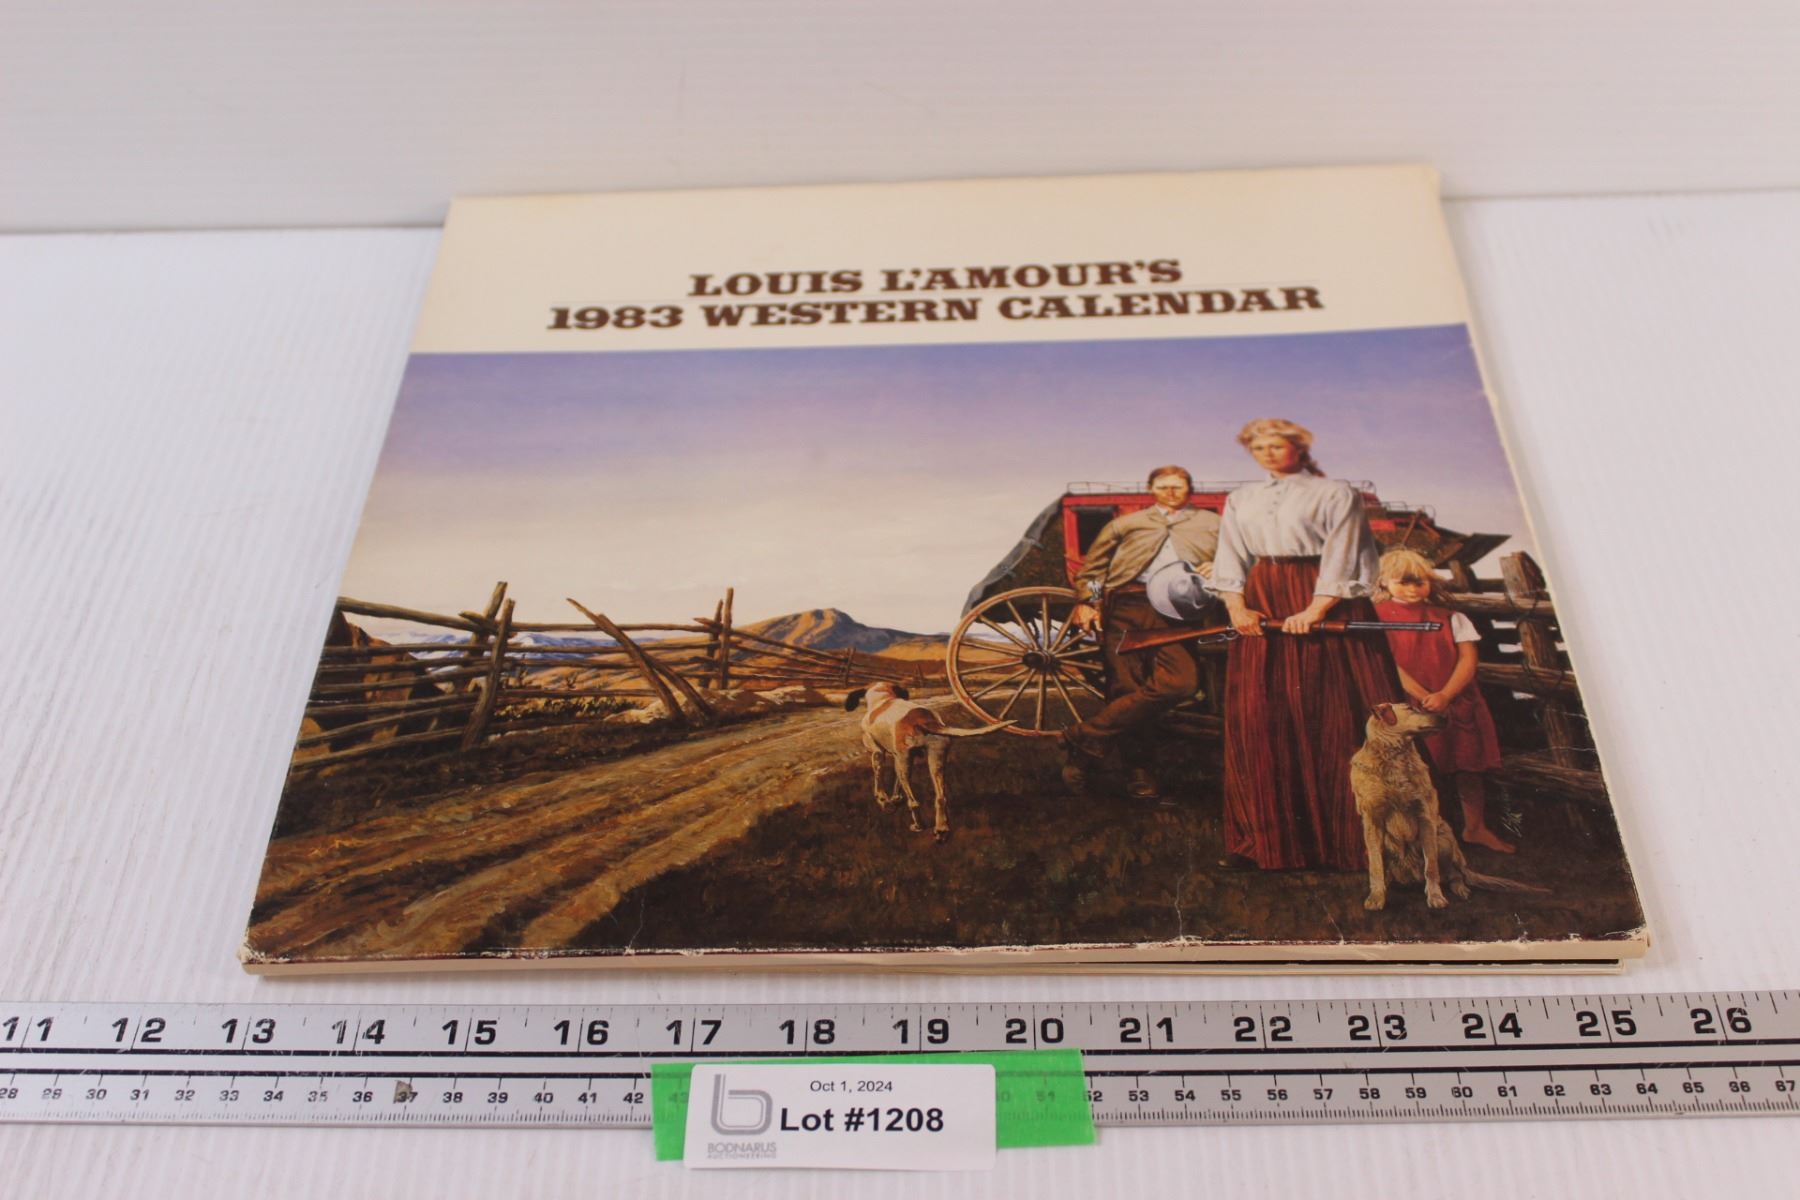 LOUIS L'AMOUR'S
1983 WESTERN CALENDAR
11 12 13 14 15 16 17 18 19 20 21 22 23 24 25 26
28 29 30 31 32 33 34 35 36 37 38 39 40 41 42 43 51 52 53 54 55 56 57 58 59 60 61 62 63 64 65 66 67
Oct 1, 2024
Lot #1208
b
BODNARUS
AUCTIONEERING